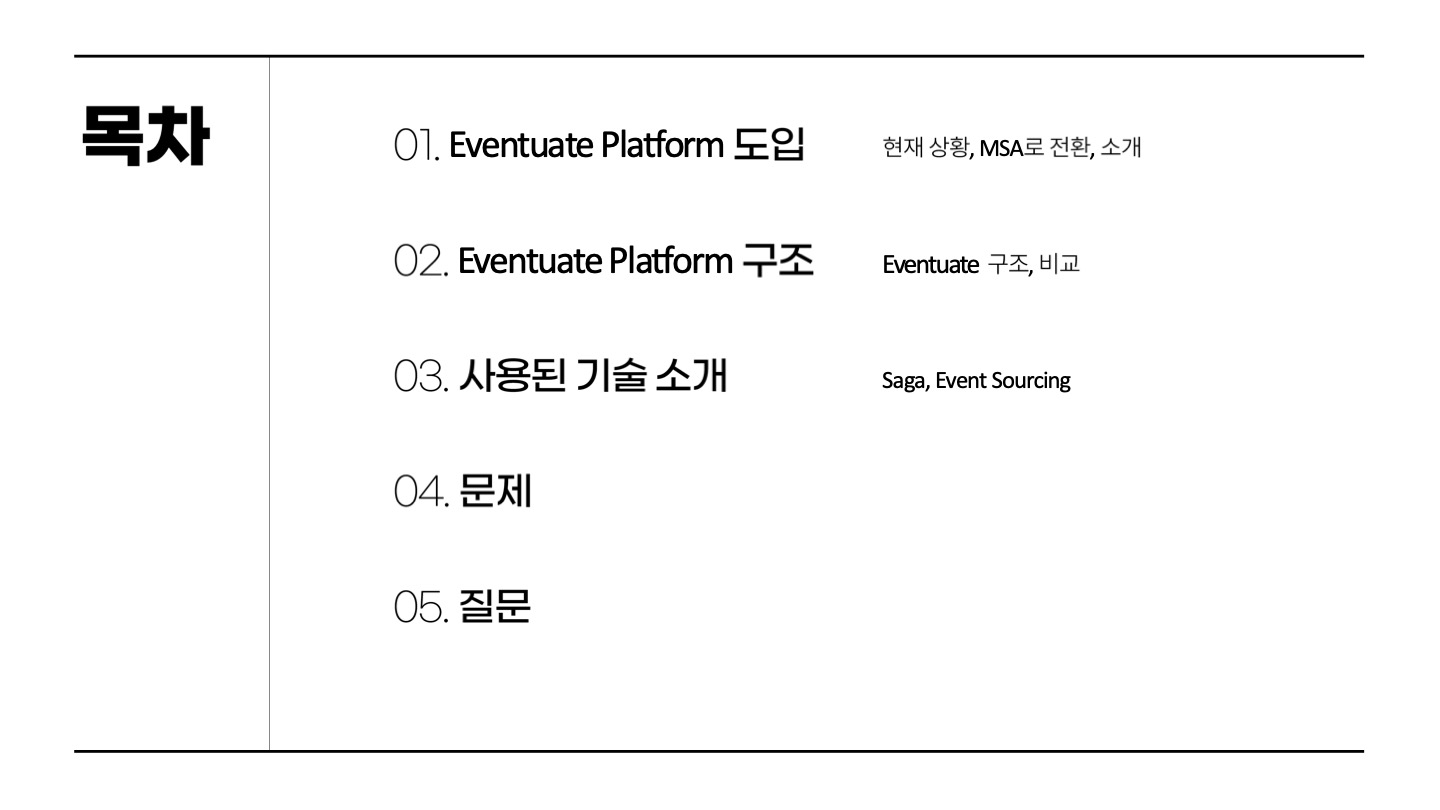 목차
01. Eventuate Platform 도입 현재 상황, MSA로 전환, 소개
02. Eventuate Platform 구조 Eventuate 구조, 비교
03. 사용된 기술 소개 Saga, Event Sourcing
04. 문제
05. 질문